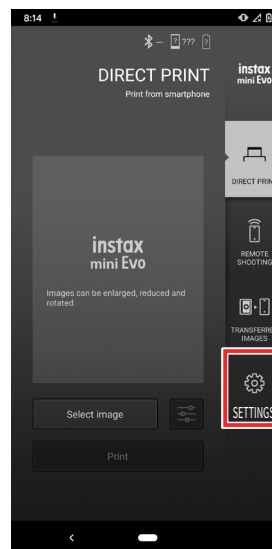 8:14
???
DIRECT PRINT
Print from smartphone
instax
mini Evo
DIRECT PRIN
instax
mini Evo
Images can be enlarged, reduced and
rotated.
REMOTE
SHOOTING
TRANSFERRE
IMAGES
SETTINGS
Select image
Print